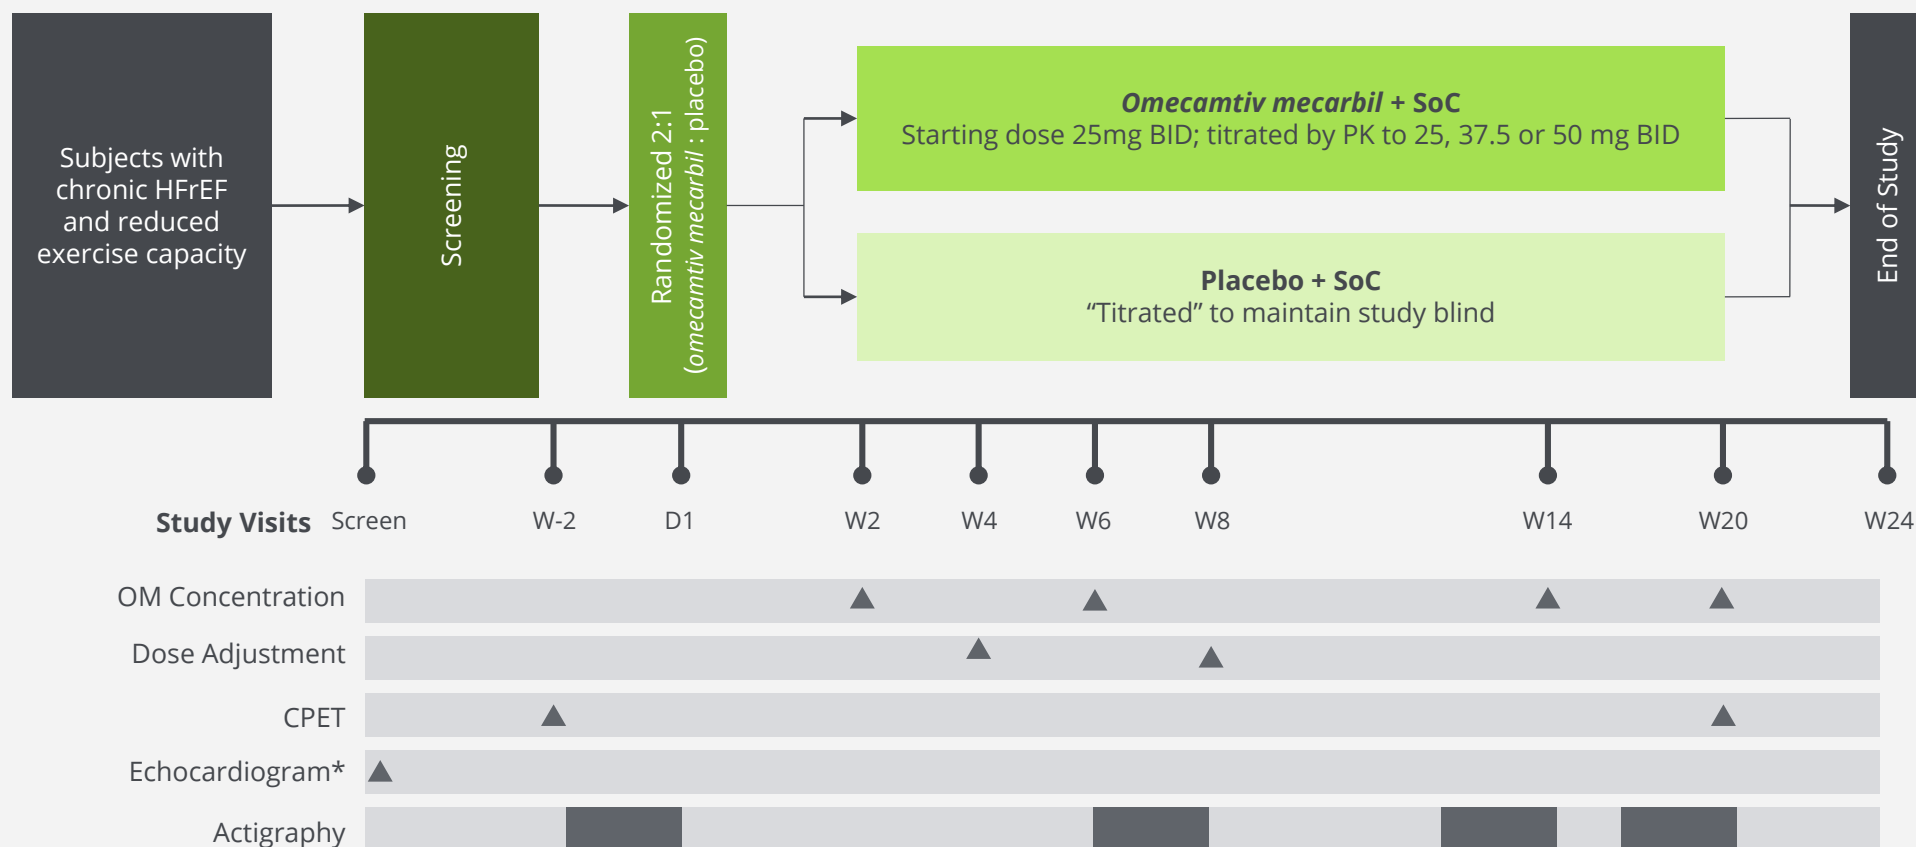 Subjects with
chronic HFrEF
and reduced
exercise capacity
Screening
Randomized 2:1
(omecamtiv mecarbil : placebo)
Omecamtiv mecarbil + SoC
Starting dose 25mg BID; titrated by PK to 25, 37.5 or 50 mg BID
Placebo + SoC
“Titrated” to maintain study blind
End of Study
Study Visits Screen W-2 D1 W2 W4 W6 W8 W14 W20 W24
OM Concentration
Dose Adjustment
CPET
Echocardiogram*
Actigraphy